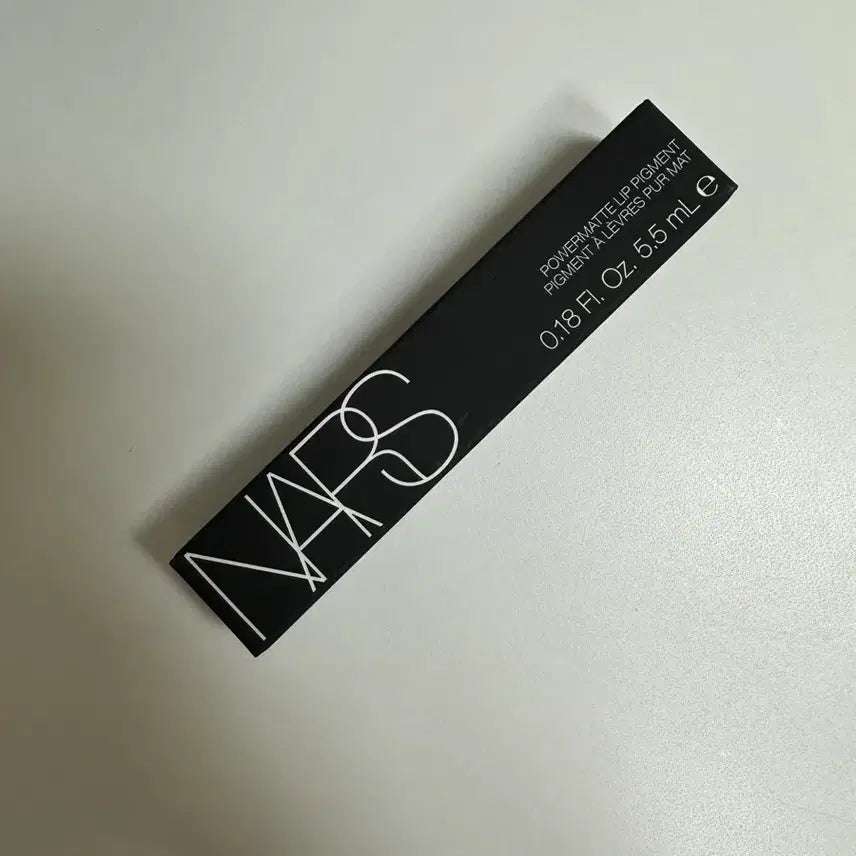 NARS
POWERMATTE LIP PIGMENT
PIGMENT À LÈVRES PUR MAT
0.18 Fl. Oz. 5.5 mL ℮